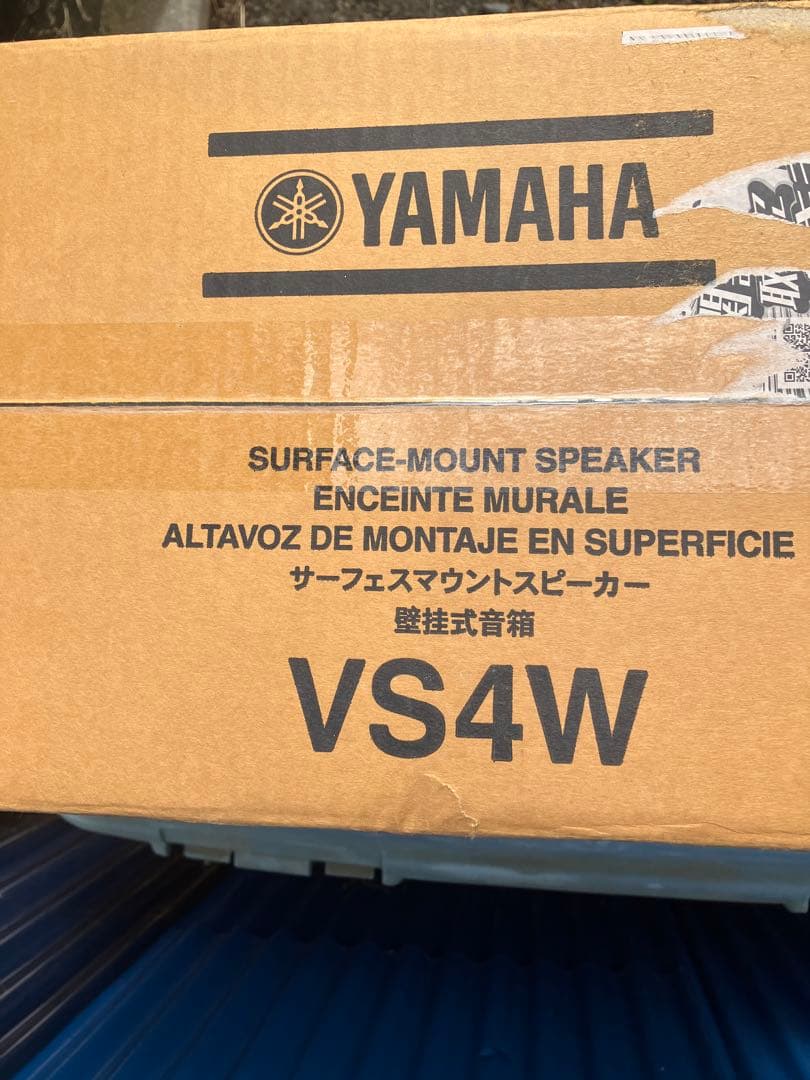 YAMAHA
SURFACE-MOUNT SPEAKER
ENCEINTE MURALE
ALTAVOZ DE MONTAJE EN SUPERFICIE
サーフェスマウントスピーカー
壁挂式音箱
VS4W